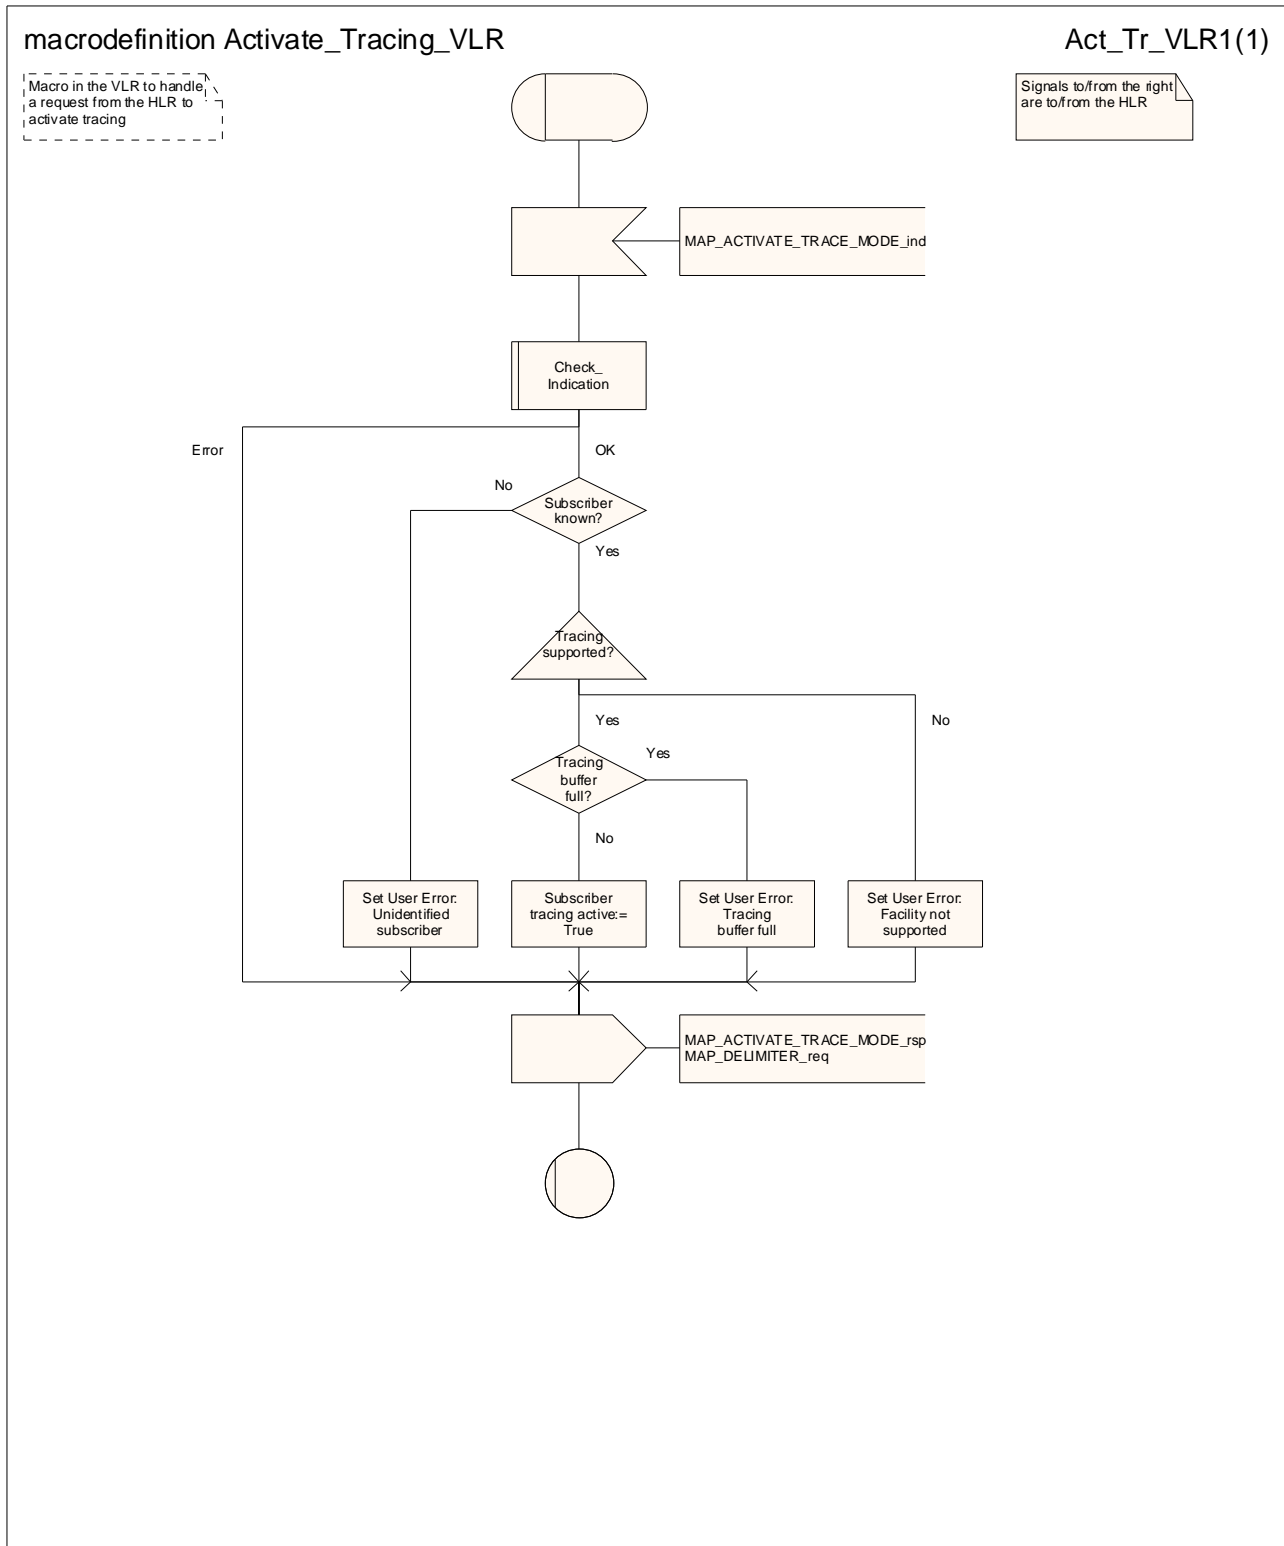 macrodefinition Activate_Tracing_VLR
Act_Tr_VLR1(1)
Macro in the VLR to handle
a request from the HLR to
activate tracing
Signals to/from the right
are to/from the HLR
MAP_ACTIVATE_TRACE_MODE_ind
Check_
Indication
Error
OK
No
Subscriber
known?
Yes
Tracing
supported?
Yes
No
Yes
Tracing
buffer
full?
No
Set User Error:
Unidentified
subscriber
Subscriber
tracing active:=
True
Set User Error:
Tracing
buffer full
Set User Error:
Facility not
supported
MAP_ACTIVATE_TRACE_MODE_rsp
MAP_DELIMITER_req